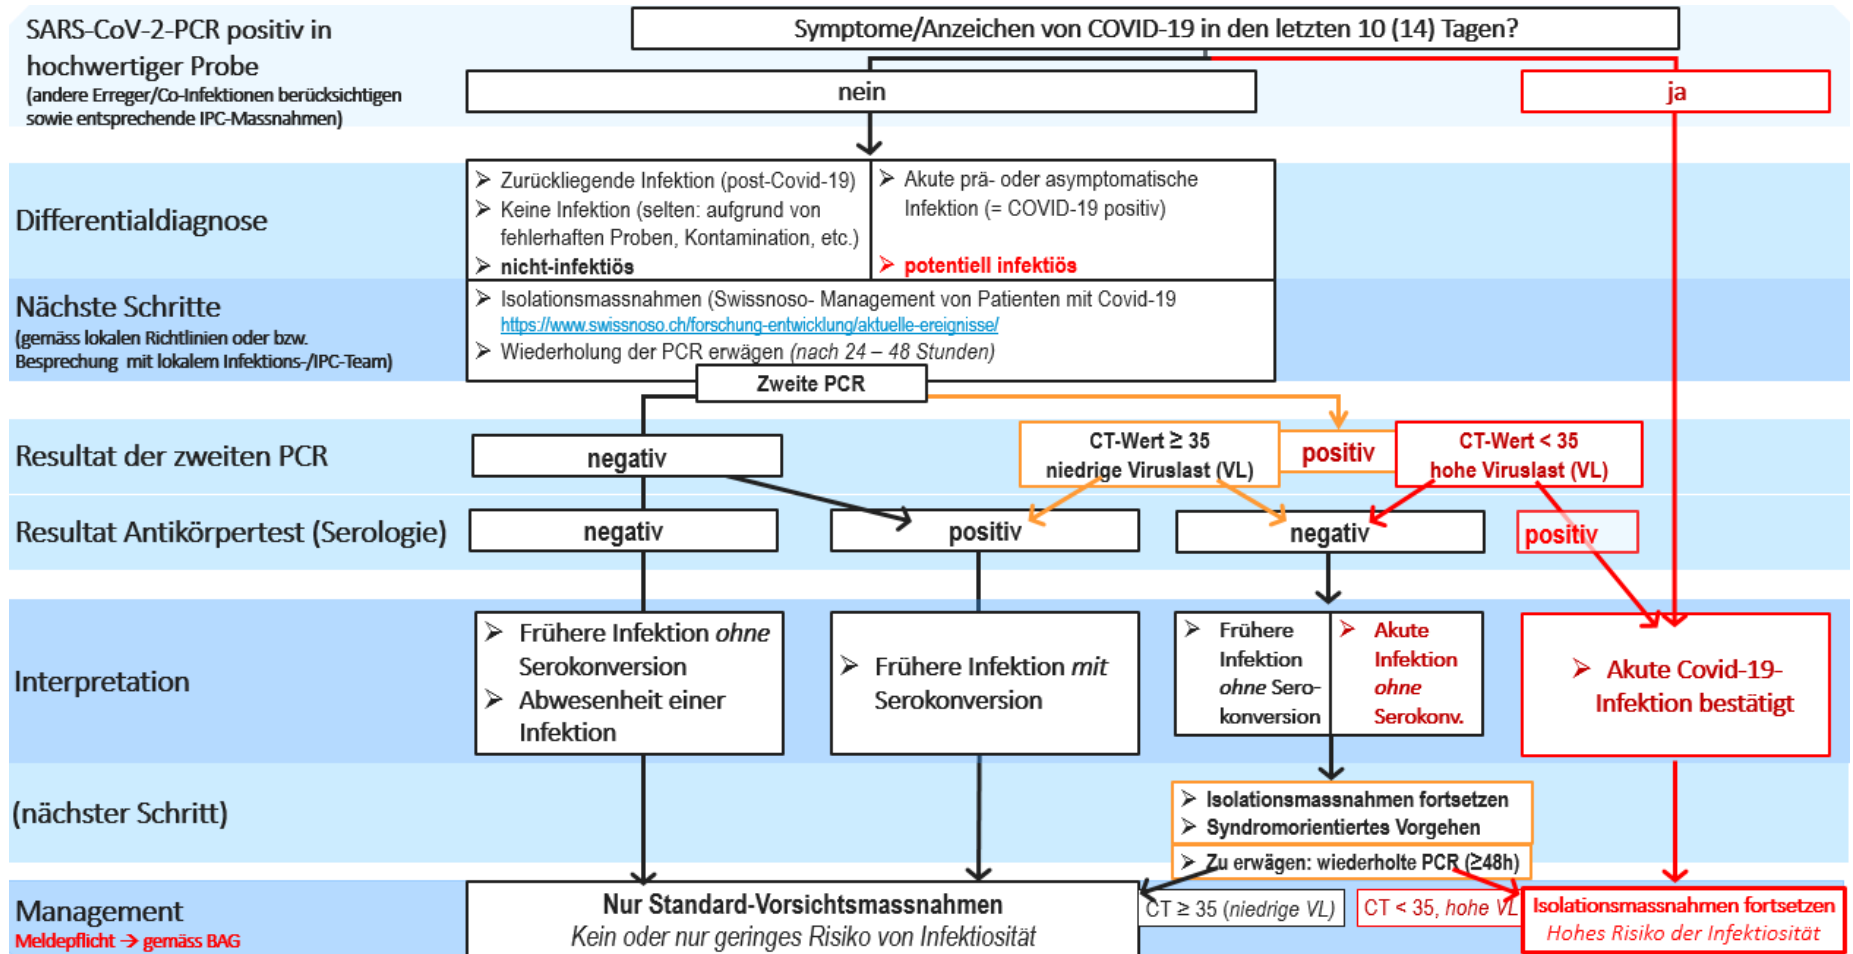 SARS-CoV-2-PCR positiv in
hochwertiger Probe
(andere Erreger/Co-Infektionen berücksichtigen
sowie entsprechende IPC-Massnahmen)
Symptome/Anzeichen von COVID-19 in den letzten 10 (14) Tagen?
nein
ja
Differentialdiagnose
➢ Zurückliegende Infektion (post-Covid-19)
➢ Keine Infektion (selten: aufgrund von
fehlerhaften Proben, Kontamination, etc.)
➢ nicht-infektiös
➢ Akute prä- oder asymptomatische
Infektion (= COVID-19 positiv)
➢ potentiell infektiös
Nächste Schritte
(gemäss lokalen Richtlinien oder bzw.
Besprechung mit lokalem Infektions-/IPC-Team)
➢ Isolationsmassnahmen (Swissnoso- Management von Patienten mit Covid-19
https://www.swissnoso.ch/forschung-entwicklung/aktuelle-ereignisse/
➢ Wiederholung der PCR erwägen (nach 24 – 48 Stunden)
Zweite PCR
Resultat der zweiten PCR
negativ
CT-Wert ≥ 35
niedrige Viruslast (VL)
positiv
CT-Wert < 35
hohe Viruslast (VL)
Resultat Antikörpertest (Serologie)
negativ
positiv
negativ
positiv
Interpretation
➢ Frühere Infektion ohne
Serokonversion
➢ Abwesenheit einer
Infektion
➢ Frühere Infektion mit
Serokonversion
➢ Frühere
Infektion
ohne Sero-
konversion
➢ Akute
Infektion
ohne
Serokonv.
➢ Akute Covid-19-
Infektion bestätigt
(nächster Schritt)
➢ Isolationsmassnahmen fortsetzen
➢ Syndromorientiertes Vorgehen
➢ Zu erwägen: wiederholte PCR (≥48h)
Management
Meldepflicht → gemäss BAG
Nur Standard-Vorsichtsmassnahmen
Kein oder nur geringes Risiko von Infektiosität
CT ≥ 35 (niedrige VL)
CT < 35, hohe VL
Isolationsmassnahmen fortsetzen
Hohes Risiko der Infektiosität